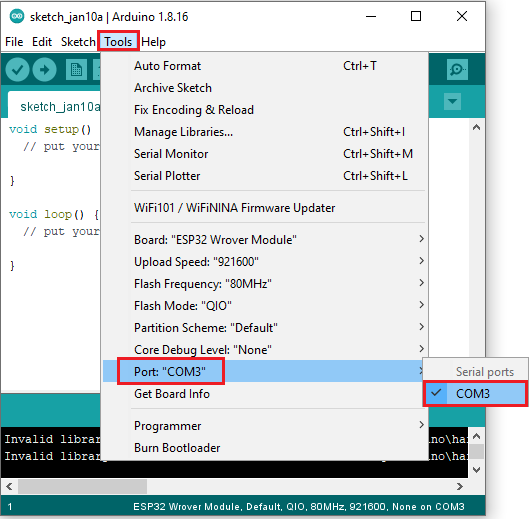 sketch_jan10a | Arduino 1.8.16
File Edit Sketch Tools Help
sketch_jan10a
void setup()
// put your
}
void loop() {
// put your
}
Auto Format Ctrl+T
Archive Sketch
Fix Encoding & Reload
Manage Libraries... Ctrl+Shift+I
Serial Monitor Ctrl+Shift+M
Serial Plotter Ctrl+Shift+L
WiFi101 / WiFiNINA Firmware Updater
Board: "ESP32 Wrover Module"
Upload Speed: "921600"
Flash Frequency: "80MHz"
Flash Mode: "QIO"
Partition Scheme: "Default"
Core Debug Level: "None"
Port: "COM3"
Get Board Info
Programmer
Burn Bootloader
Serial ports
COM3
Invalid librar ino\ha
Invalid librar ino\ha
1 ESP32 Wrover Module, Default, QIO, 80MHz, 921600, None on COM3